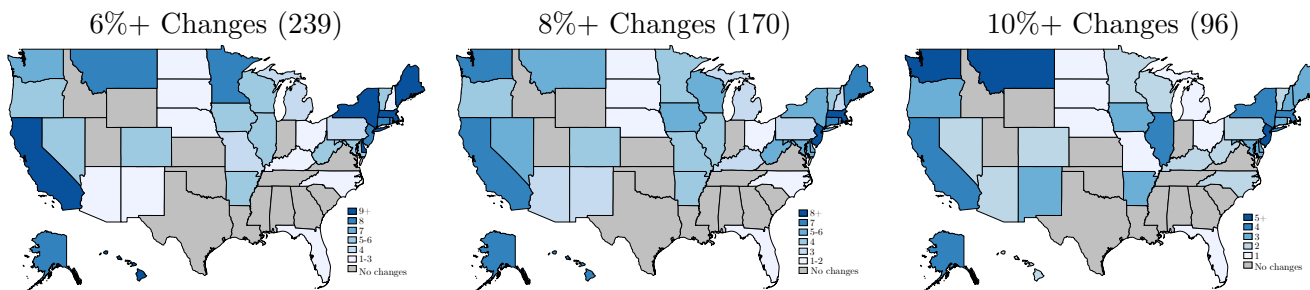 6%+ Changes (239)
9+
8
7
5-6
4
1-3
No changes
8%+ Changes (170)
8+
7
5-6
4
3
1-2
No changes
10%+ Changes (96)
5+
4
3
2
1
No changes